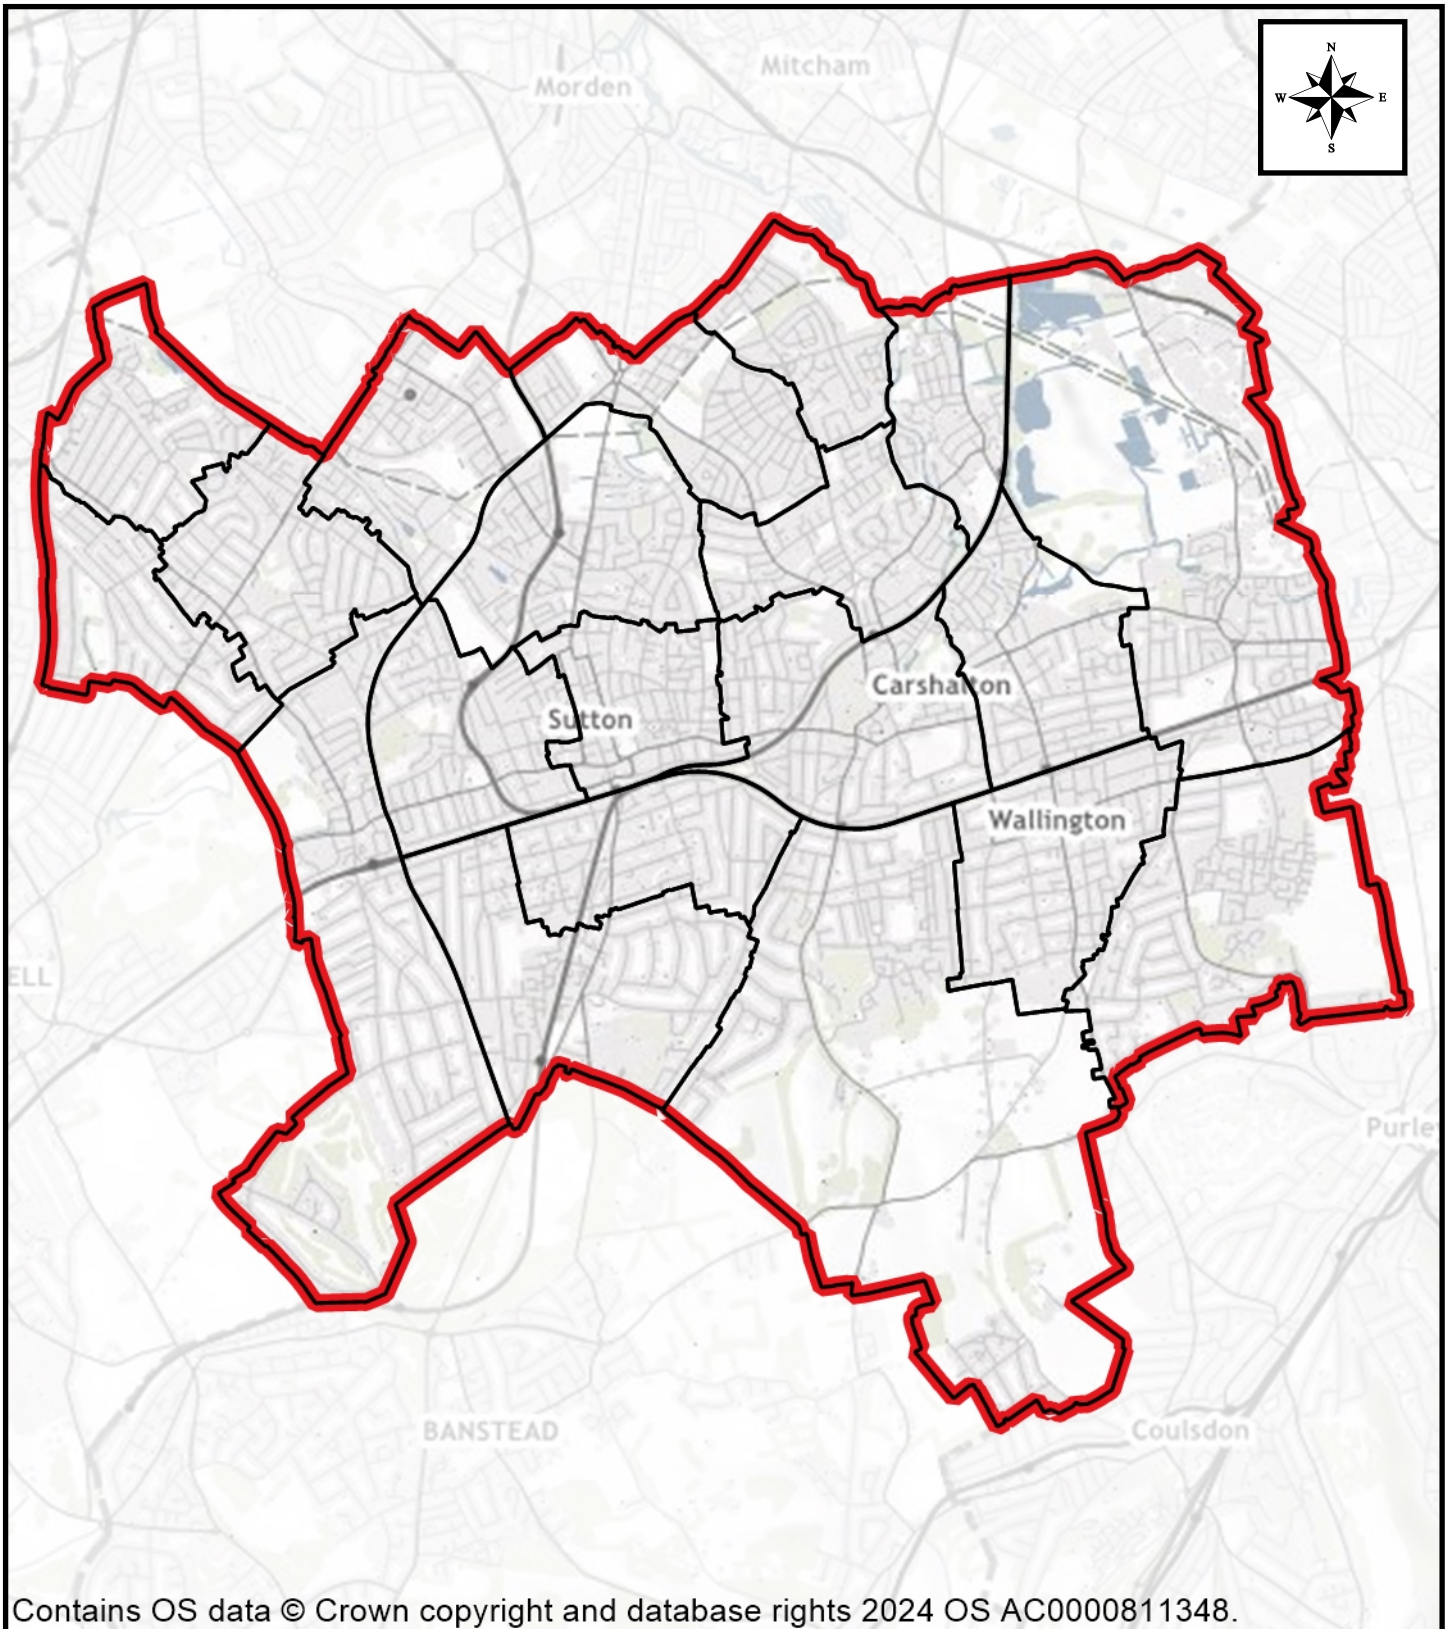 Mitcham
Morden
N
W
E
S
Carshalton
Sutton
Wallington
ELL
Purle
BANSTEAD
Coulsdon
Contains OS data © Crown copyright and database rights 2024 OS AC0000811348.